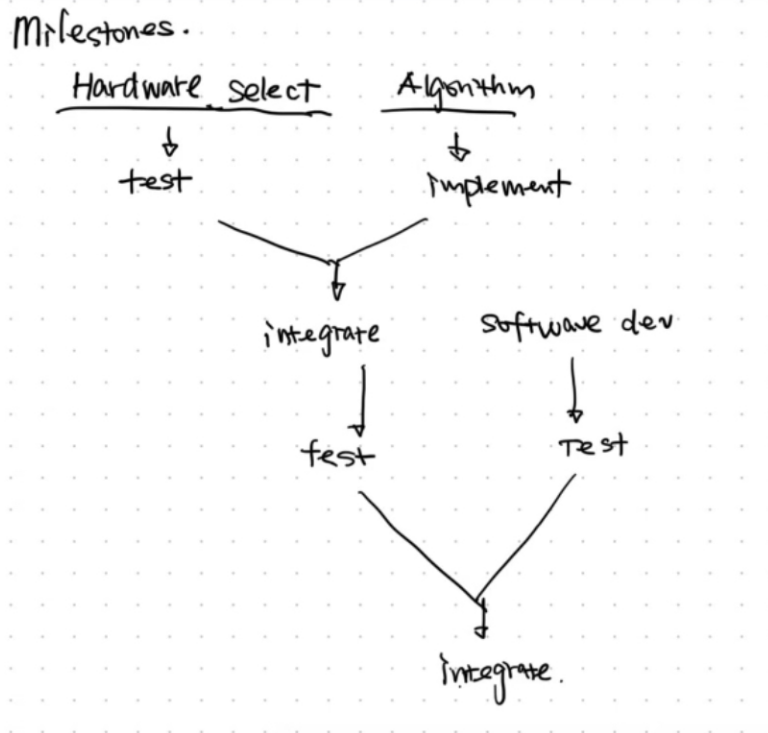 Milestones.
Hardware select
Algorithm
test
implement
integrate
software dev
test
Test
integrate.